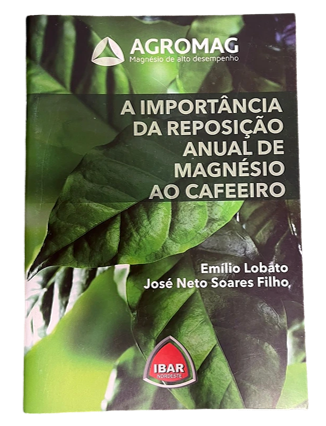 AGROMAG
Magnésio de alto desempenho
A IMPORTÂNCIA
DA REPOSIÇÃO
ANUAL DE
MAGNÉSIO
AO CAFEEIRO
Emílio Lobato
José Neto Soares Filho
IBAR
NORDESTE